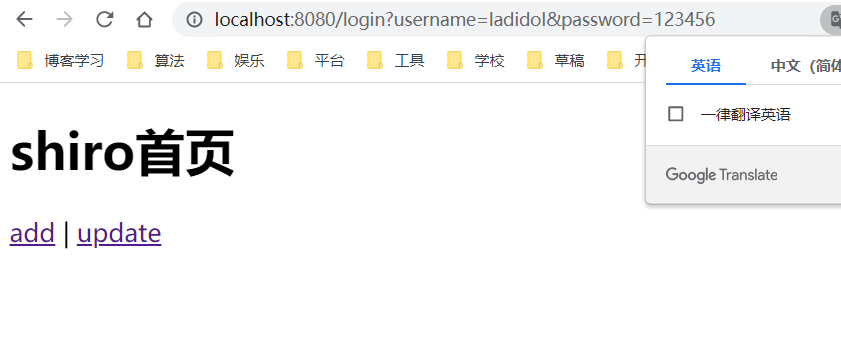 localhost:8080/login?username=ladidol&password=123456
博客学习 算法 娱乐 平台 工具 学校 草稿 开
英语 中文（简体
一律翻译英语
Google Translate
shiro首页
add | update